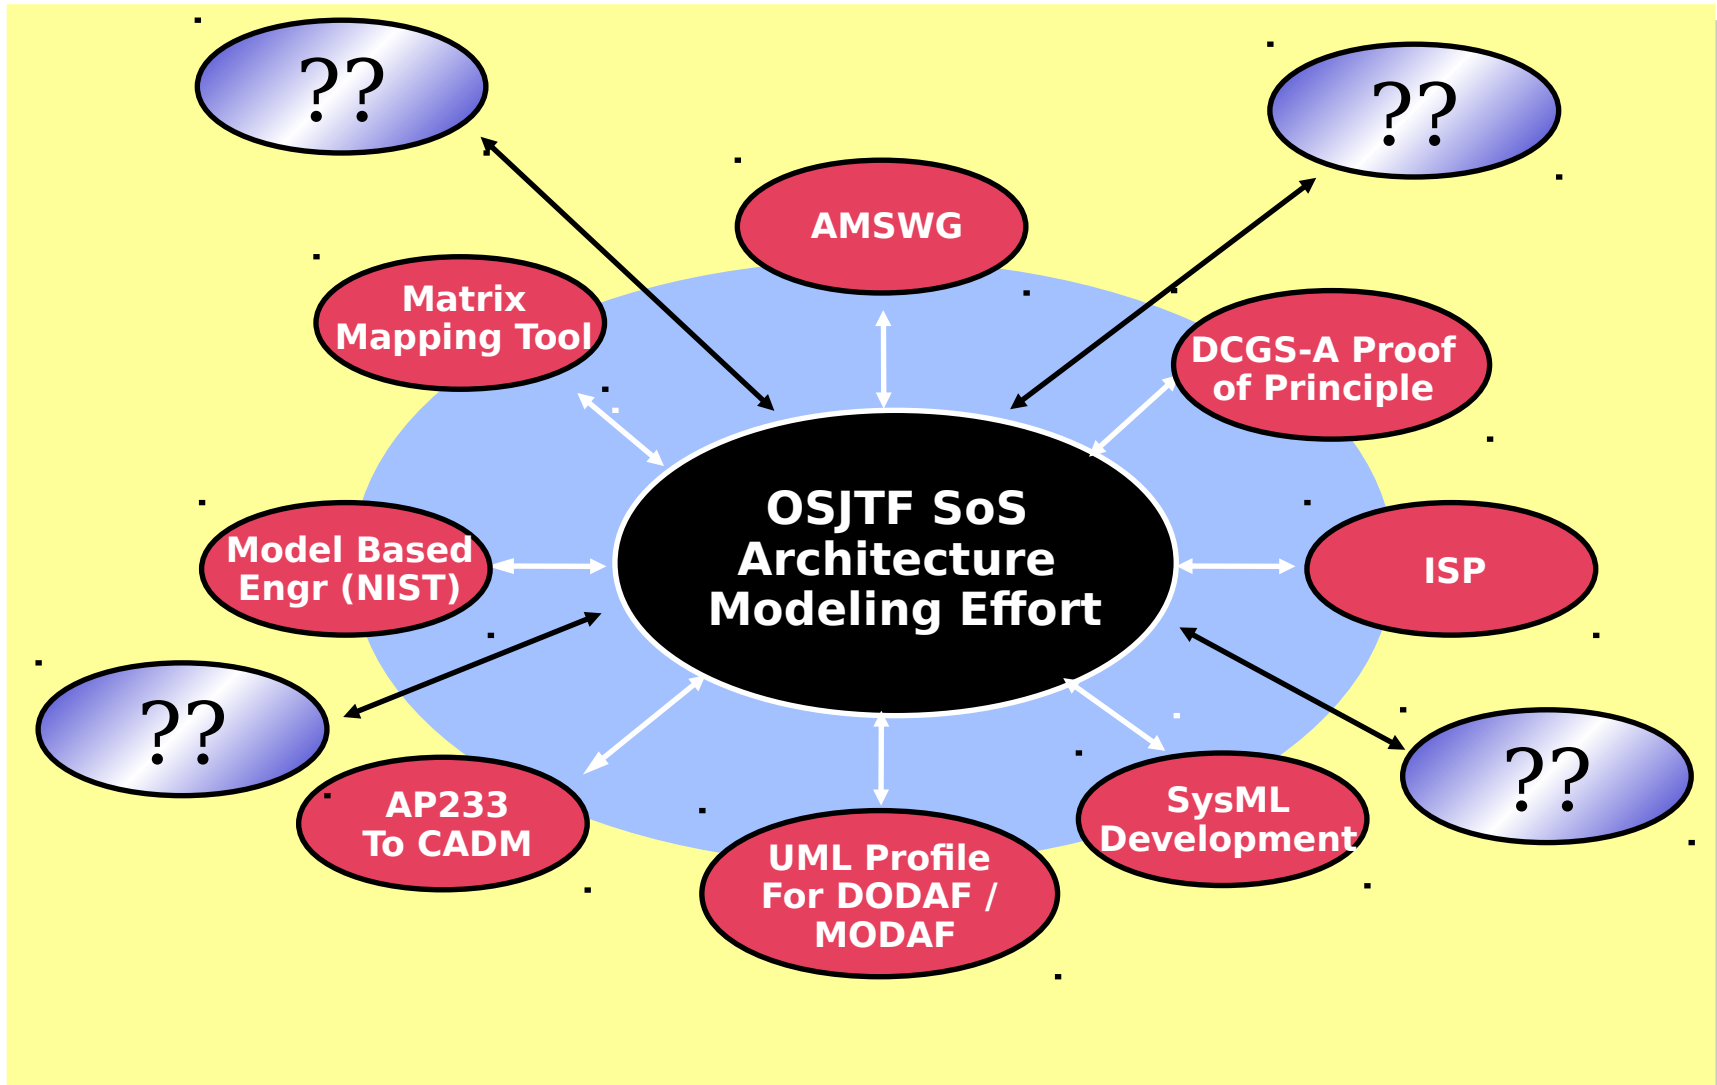 ??
??
AMSWG
Matrix
Mapping Tool
DCGS-A Proof
of Principle
OSJTF SoS
Architecture
Modeling Effort
Model Based
Engr (NIST)
ISP
??
??
AP233
To CADM
SysML
Development
UML Profile
For DODAF /
MODAF